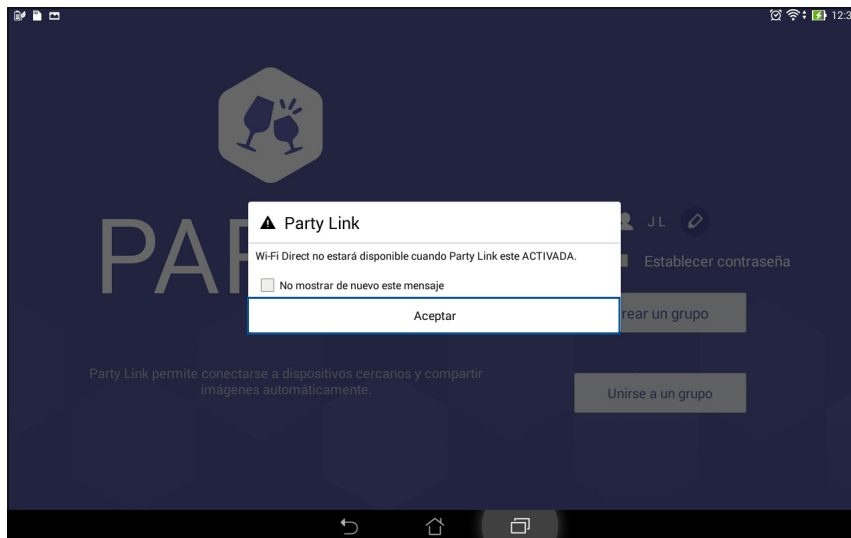 12:3
PAR
Party Link
Wi-Fi Direct no estará disponible cuando Party Link este ACTIVADA.
No mostrar de nuevo este mensaje
Aceptar
J L
Establecer contraseña
rear un grupo
Unirse a un grupo
Party Link permite conectarse a dispositivos cercanos y compartir
imágenes automáticamente.